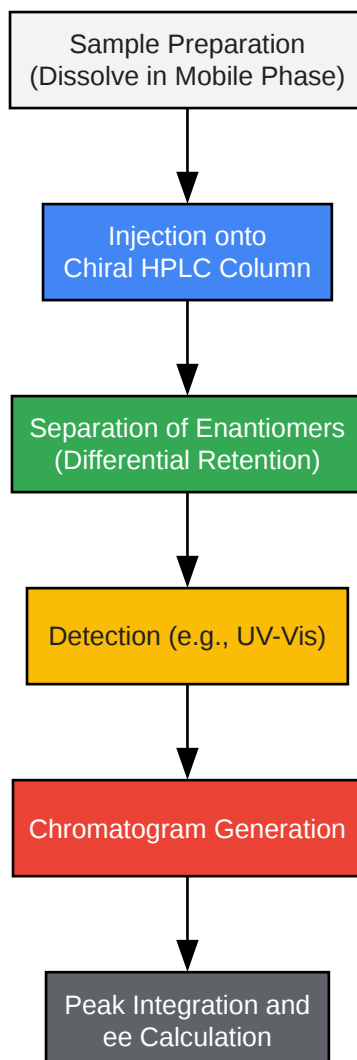 Sample Preparation
(Dissolve in Mobile Phase)
Injection onto
Chiral HPLC Column
Separation of Enantiomers
(Differential Retention)
Detection (e.g., UV-Vis)
Chromatogram Generation
Peak Integration and
ee Calculation